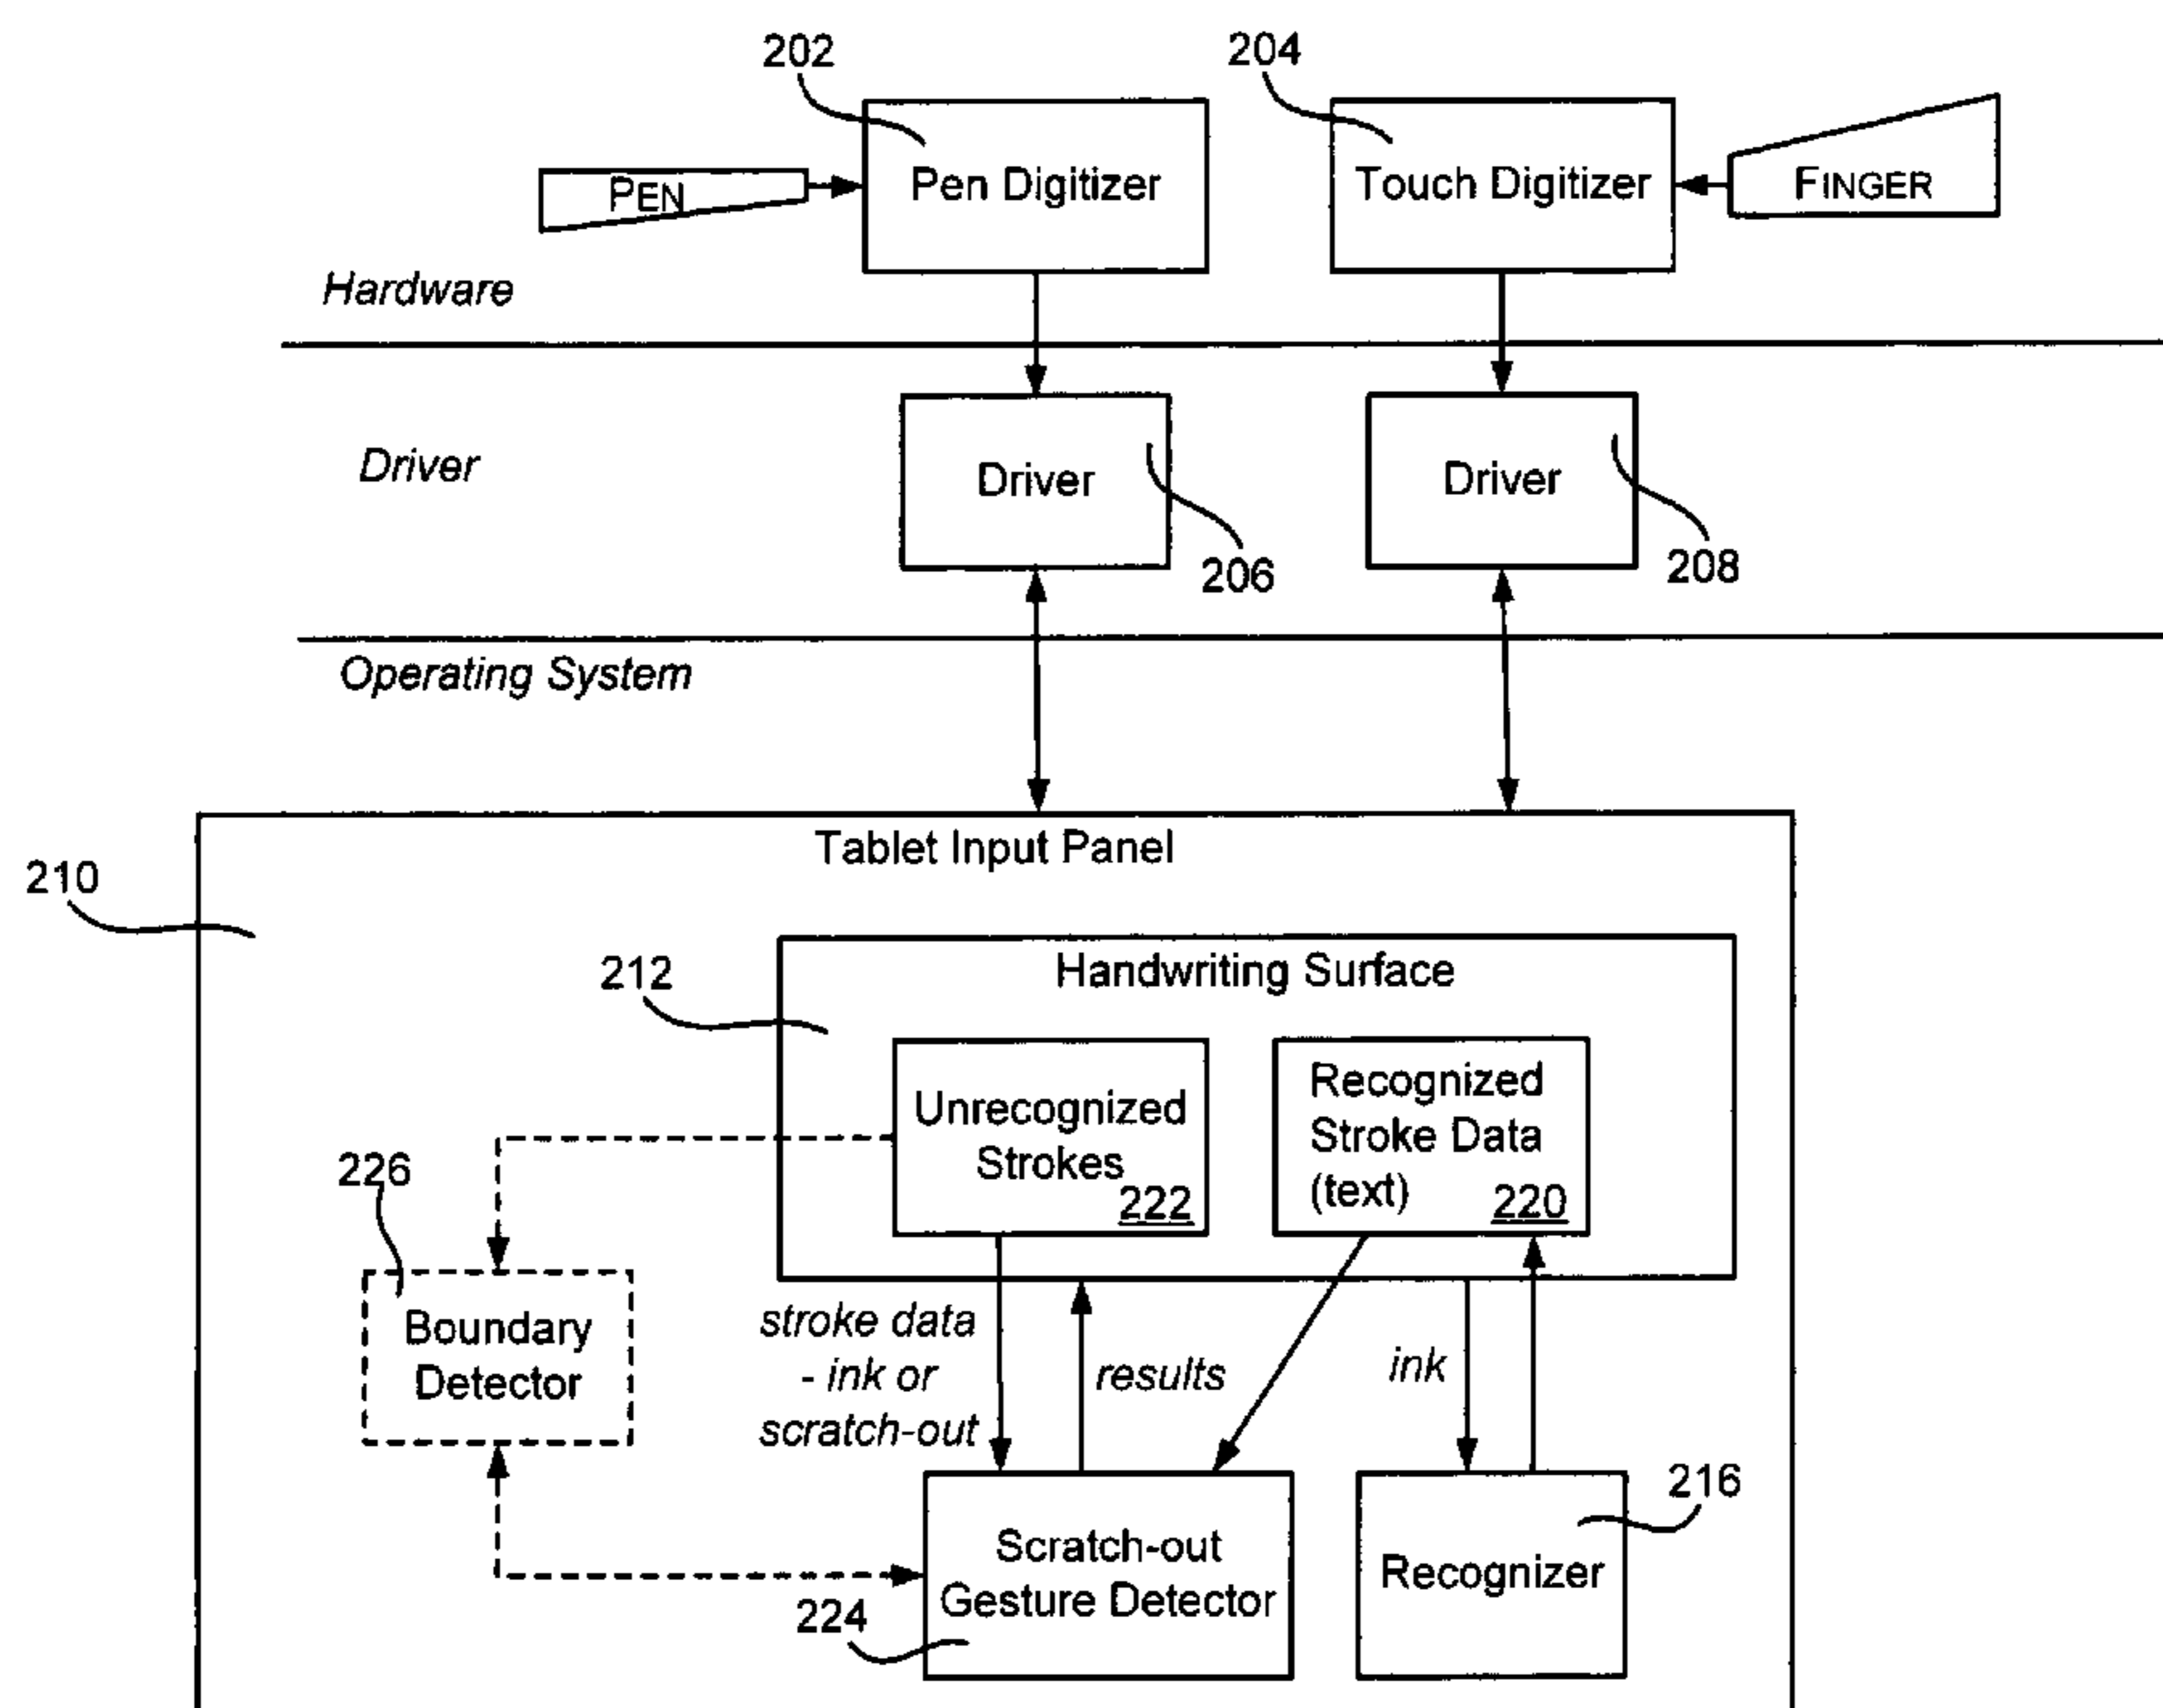 202
204
PEN
Pen Digitizer
Touch Digitizer
FINGER
Hardware
Driver
Driver
Driver
206
208
Operating System
Tablet Input Panel
210
Handwriting Surface
212
Unrecognized
Strokes
222
Recognized
Stroke Data
(text)
220
226
Boundary
Detector
stroke data
- ink or
scratch-out
results
ink
216
Scratch-out
Gesture Detector
224
Recognizer